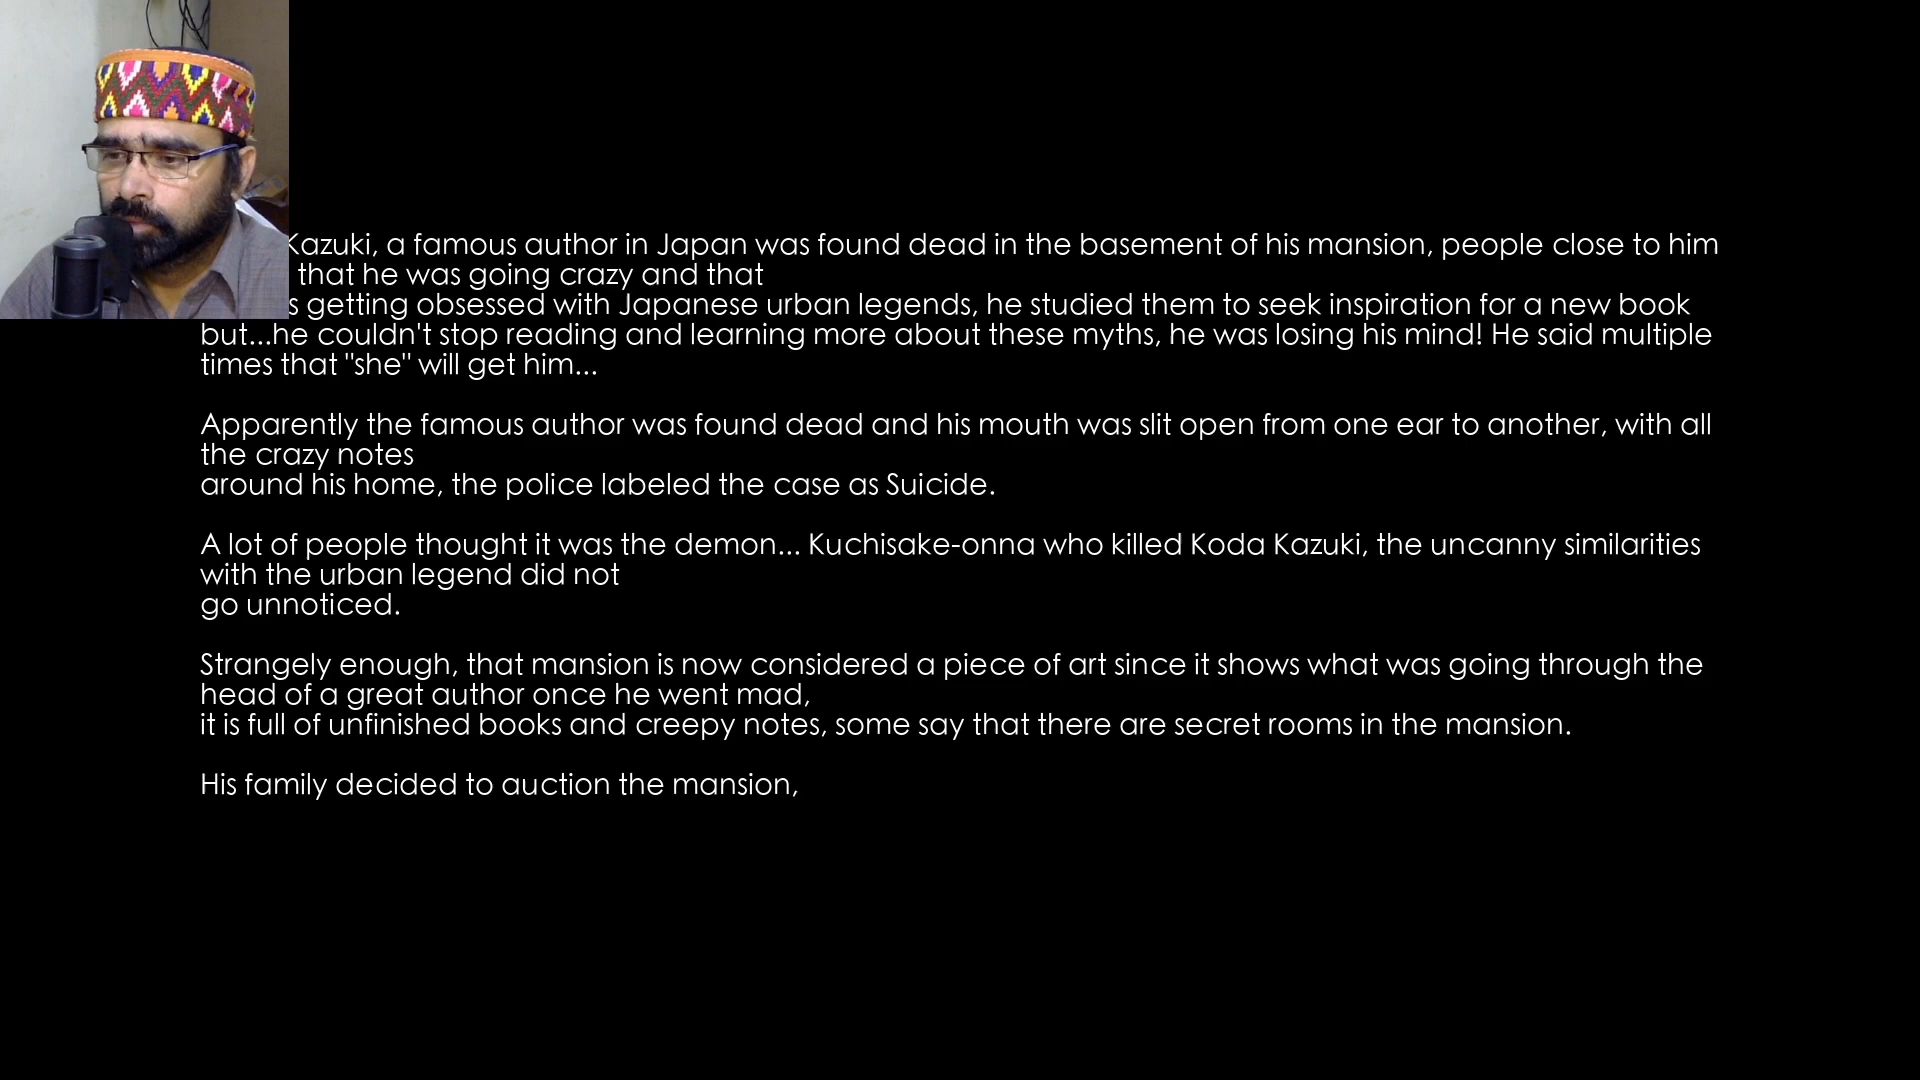 Kazuki, a famous author in Japan was found dead in the basement of his mansion, people close to him
that he was going crazy and that
getting obsessed with Japanese urban legends, he studied them to seek inspiration for a new book
but...he couldn't stop reading and learning more about these myths, he was losing his mind! He said multiple
times that "she" will get him...
Apparently the famous author was found dead and his mouth was slit open from one ear to another, with all
the crazy notes
around his home, the police labeled the case as Suicide.
A lot of people thought it was the demon... Kuchisake-onna who killed Koda Kazuki, the uncanny similarities
with the urban legend did not
go unnoticed.
Strangely enough, that mansion is now considered a piece of art since it shows what was going through the
head of a great author once he went mad,
it is full of unfinished books and creepy notes, some say that there are secret rooms in the mansion.
His family decided to auction the mansion,